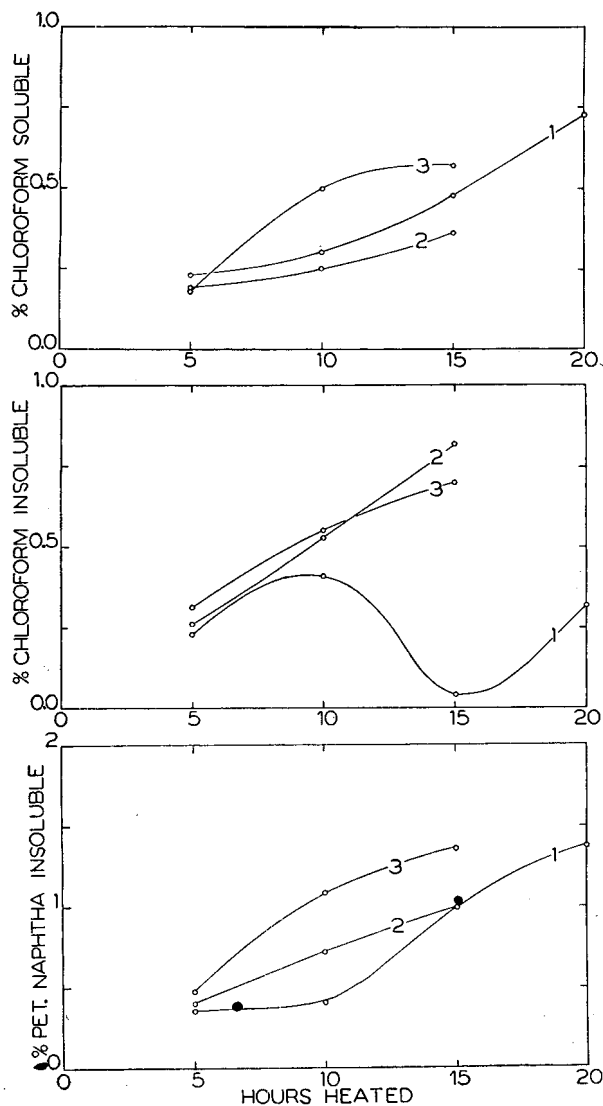 1.0
% CHLOROFORM SOLUBLE
0.5
0.0
1
3
2
0 5 10 15 20
1.0
% CHLOROFORM INSOLUBLE
0.5
0.0
2
3
1
0 5 10 15 20
2
% PET. NAPHTHA INSOLUBLE
1
0
3
1
2
0 5 10 15 20
HOURS HEATED